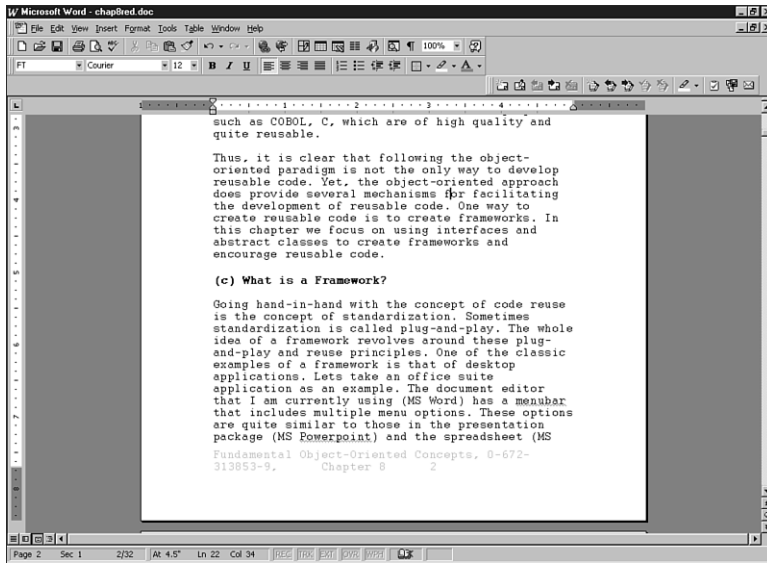 Microsoft Word - chap8red.doc
File Edit View Insert Format Tools Table Window Help
100%
FT Courier 12 B I U
1 1 2 3 4
such as COBOL, C, which are of high quality and
quite reusable.
Thus, it is clear that following the object-
oriented paradigm is not the only way to develop
reusable code. Yet, the object-oriented approach
does provide several mechanisms for facilitating
the development of reusable code. One way to
create reusable code is to create frameworks. In
this chapter we focus on using interfaces and
abstract classes to create frameworks and
encourage reusable code.
(c) What is a Framework?
Going hand-in-hand with the concept of code reuse
is the concept of standardization. Sometimes
standardization is called plug-and-play. The whole
idea of a framework revolves around these plug-
and-play and reuse principles. One of the classic
examples of a framework is that of desktop
applications. Lets take an office suite
application as an example. The document editor
that I am currently using (MS Word) has a menubar
that includes multiple menu options. These options
are quite similar to those in the presentation
package (MS Powerpoint) and the spreadsheet (MS
Fundamental Object-Oriented Concepts, 0-672-
313853-9, Chapter 8 2
Page 2 Sec 1 2/32 At 4.5" Ln 22 Col 34 REC TRK EXT OVR WPH